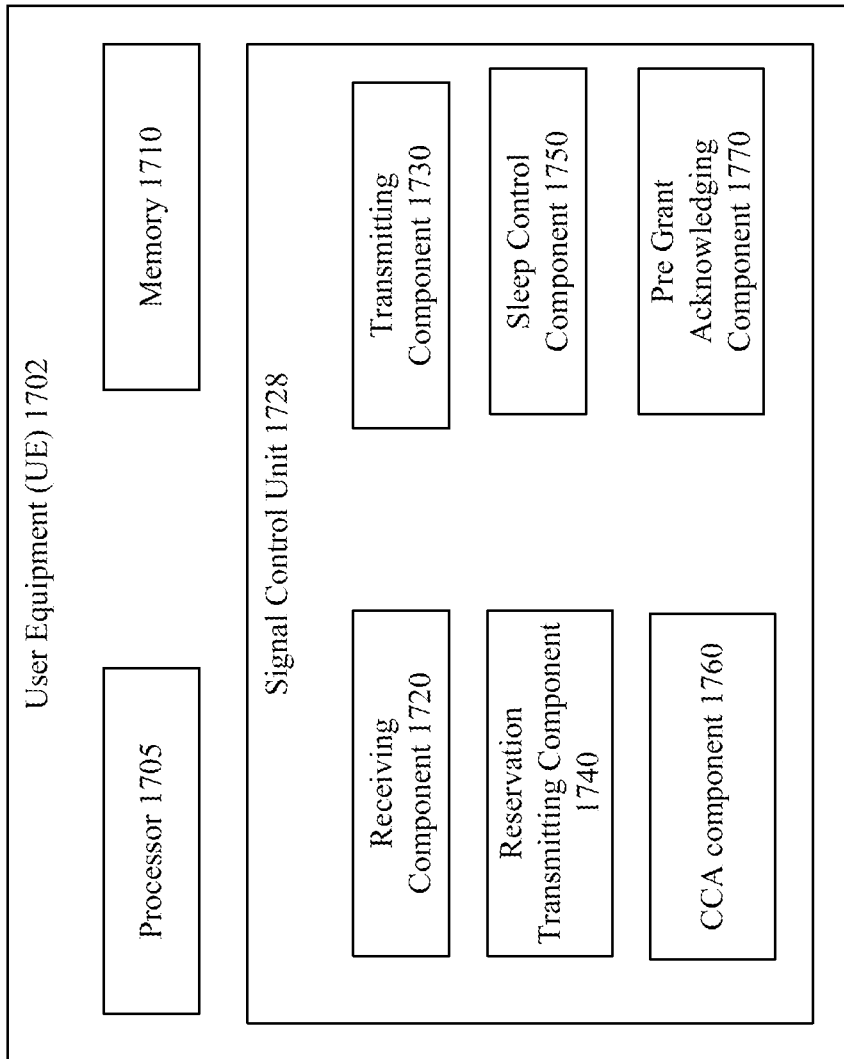 User Equipment (UE) 1702
Processor 1705
Memory 1710
Signal Control Unit 1728
Receiving
Component 1720
Transmitting
Component 1730
Reservation
Transmitting Component
1740
Sleep Control
Component 1750
CCA component 1760
Pre Grant
Acknowledging
Component 1770